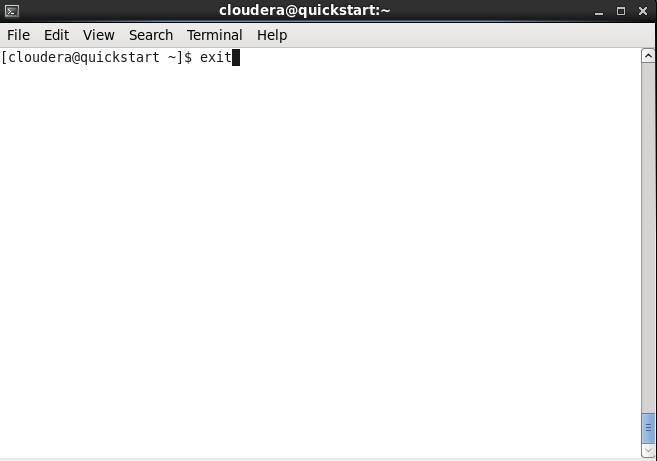 cloudera@quickstart:~
File Edit View Search Terminal Help
[cloudera@quickstart ~]$ exit